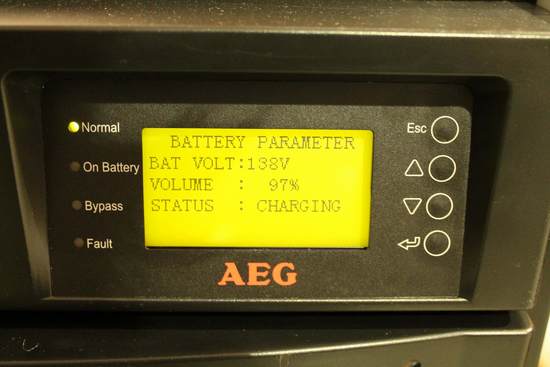 Normal
On Battery
Bypass
Fault
BATTERY PARAMETER
BAT VOLT:138V
VOLUME : 97%
STATUS : CHARGING
Esc
AEG